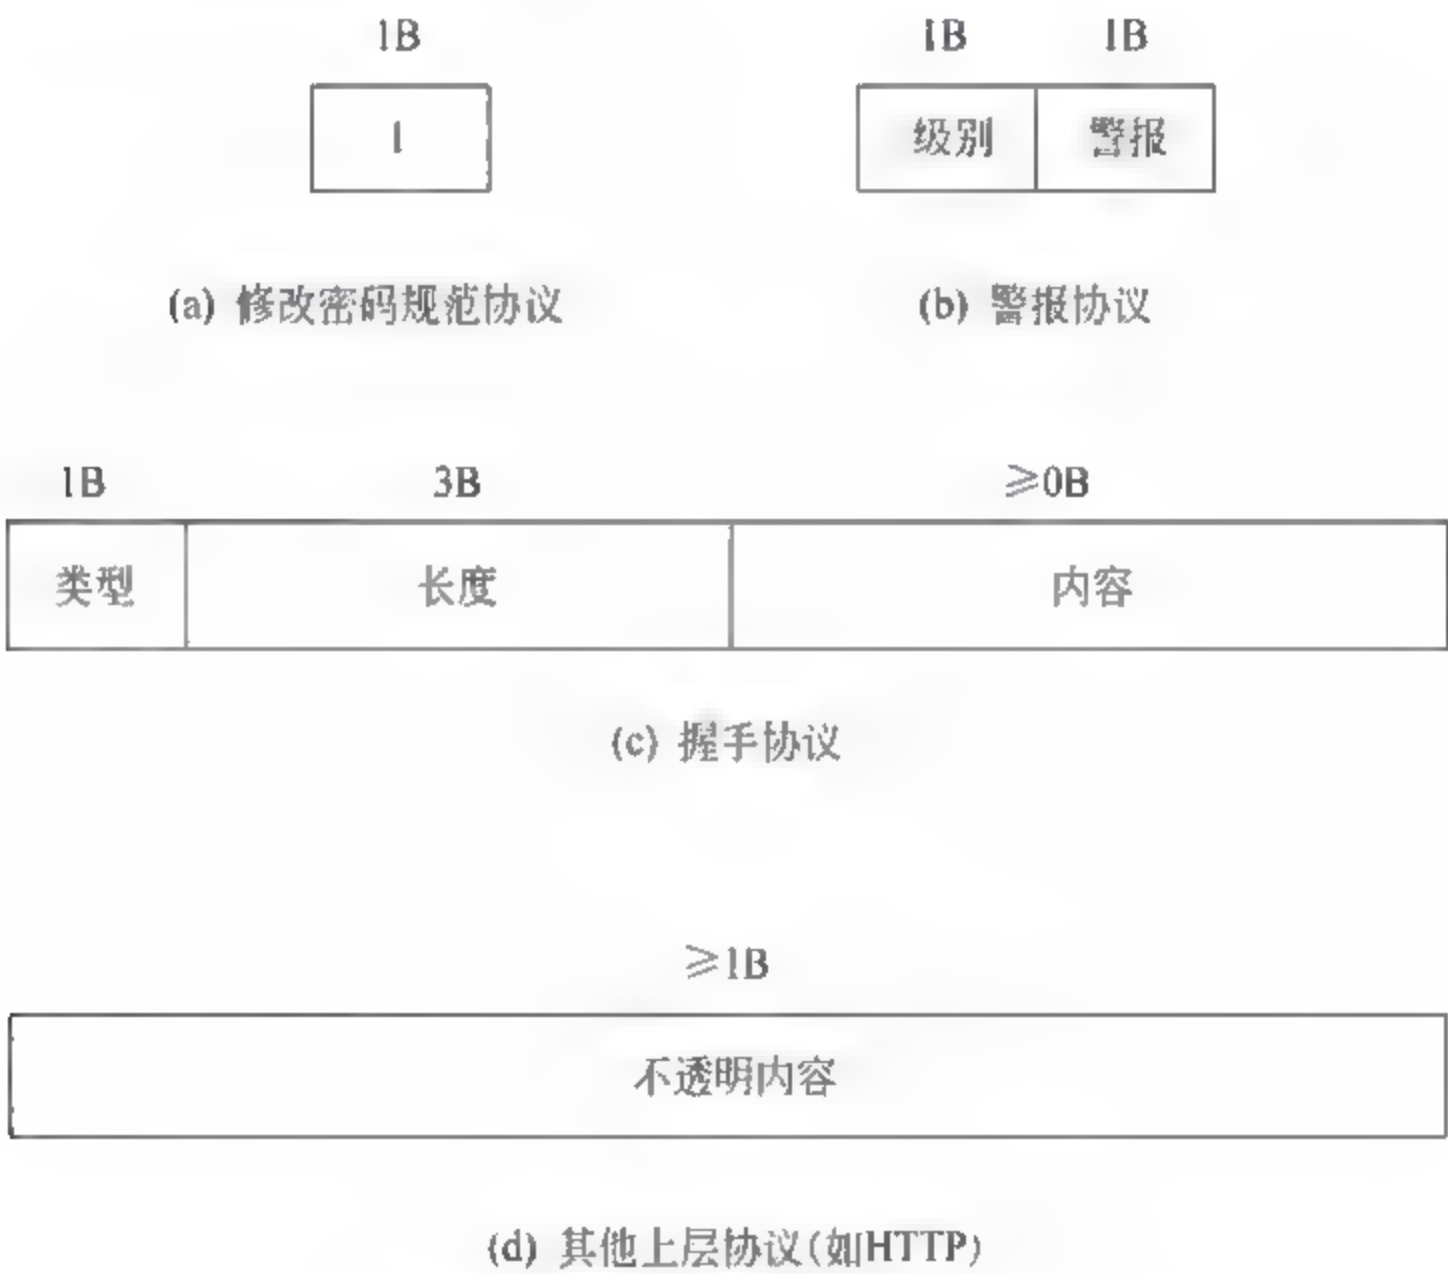 1B
1
(a) 修改密码规范协议
1B 1B
级别 警报
(b) 警报协议
1B 3B ≥0B
类型 长度 内容
(c) 握手协议
≥1B
不透明内容
(d) 其他上层协议(如HTTP)